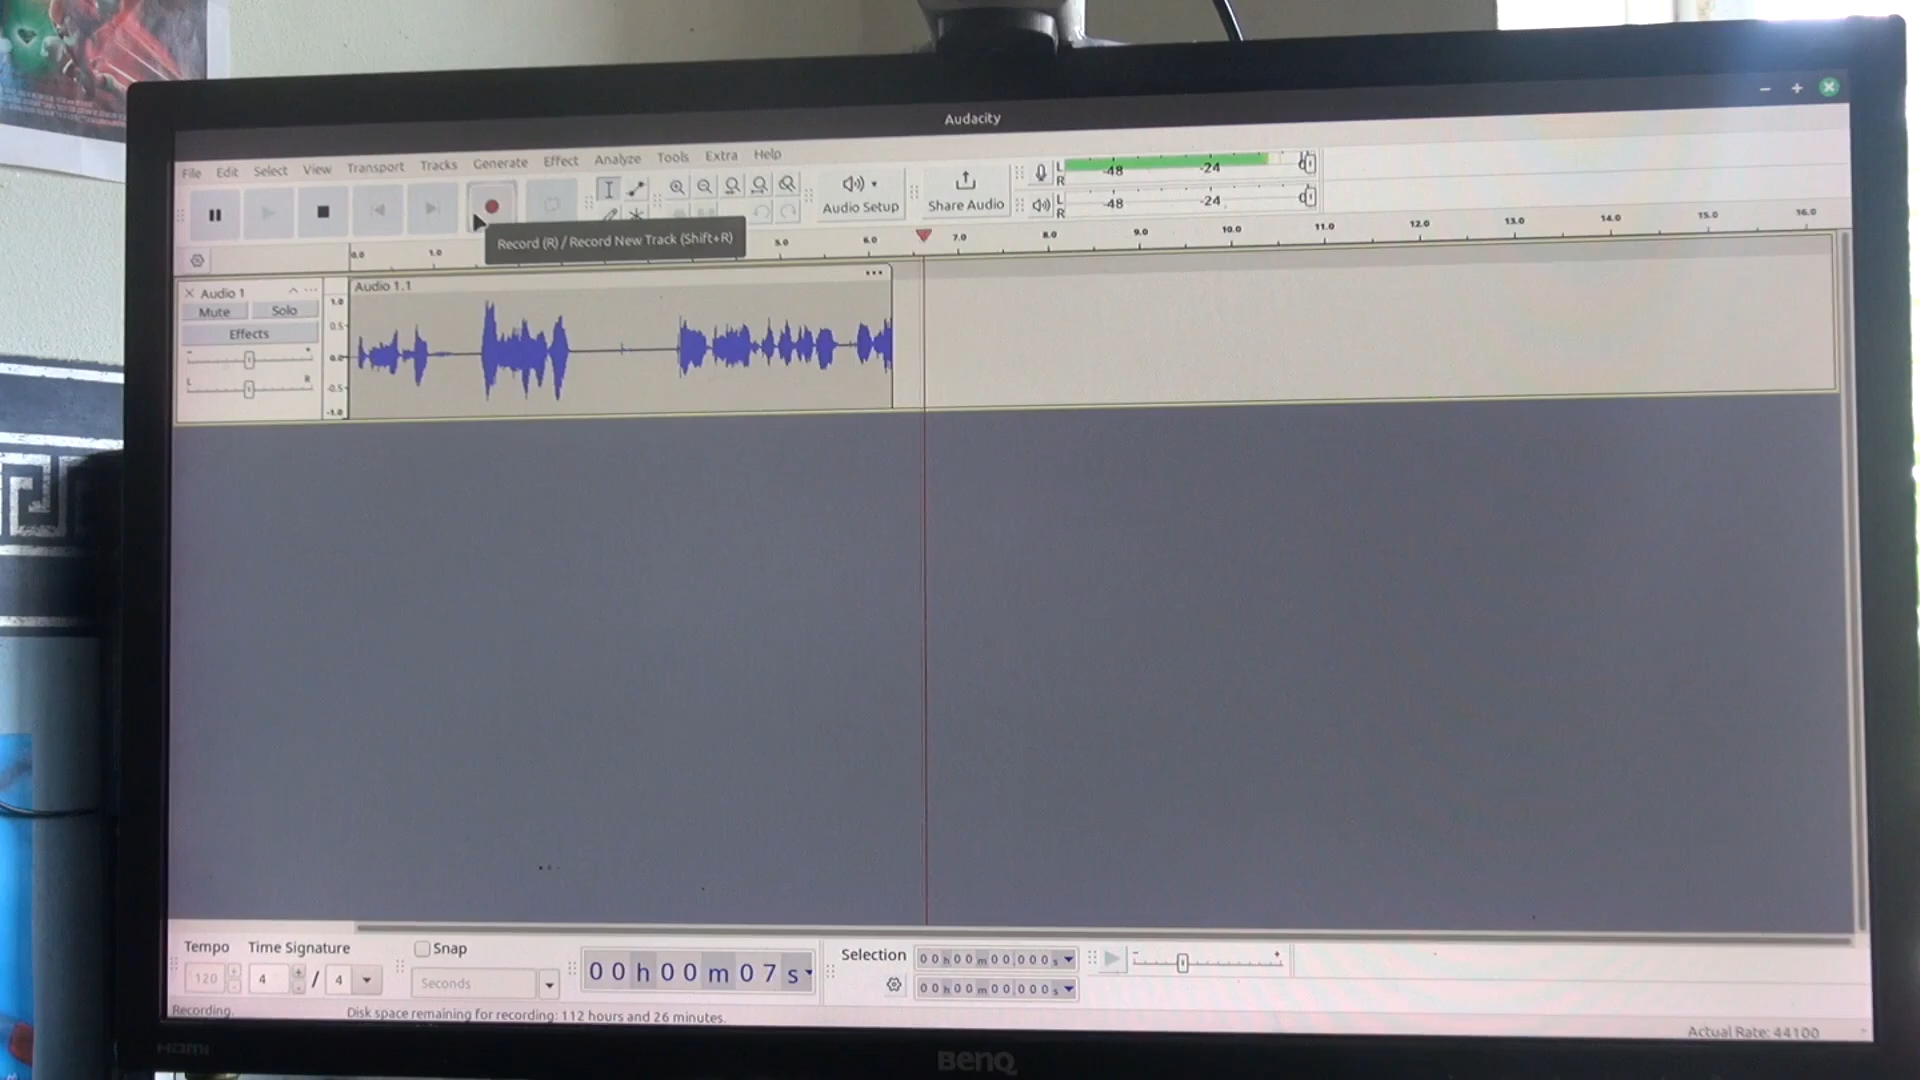 Audacity
File Edit Select View Transport Tracks Generate Effect Analyze Tools Extra Help
L
R
-48 -24
Audio Setup
Share Audio
L
R
-48 -24
Record (R) / Record New Track (Shift+R)
0.0 1.0 5.0 6.0 7.0 8.0 9.0 10.0 11.0 12.0 13.0 14.0 15.0 16.0
Audio 1
Audio 1.1
Mute Solo
Effects
- +
L R
1.0
0.5
0.0
-0.5
-1.0
Tempo Time Signature Snap
120 4 / 4 Seconds
00h00m07s
Selection
00h00m00.000s
00h00m00.000s
- +
Recording.
Disk space remaining for recording: 112 hours and 26 minutes.
Actual Rate: 44100
HDMI
BenQ